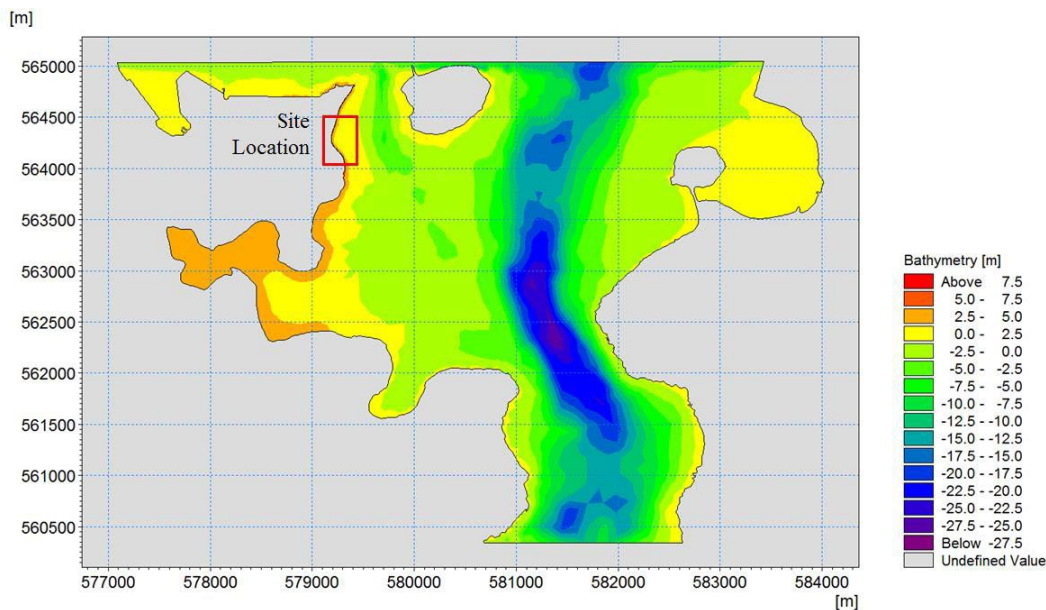 [m]
565000
564500
564000
563500
563000
562500
562000
561500
561000
560500
Site
Location
577000 578000 579000 580000 581000 582000 583000 584000
[m]
Bathymetry [m]
Above 7.5
5.0 - 7.5
2.5 - 5.0
0.0 - 2.5
-2.5 - 0.0
-5.0 - -2.5
-7.5 - -5.0
-10.0 - -7.5
-12.5 - -10.0
-15.0 - -12.5
-17.5 - -15.0
-20.0 - -17.5
-22.5 - -20.0
-25.0 - -22.5
-27.5 - -25.0
Below -27.5
Undefined Value